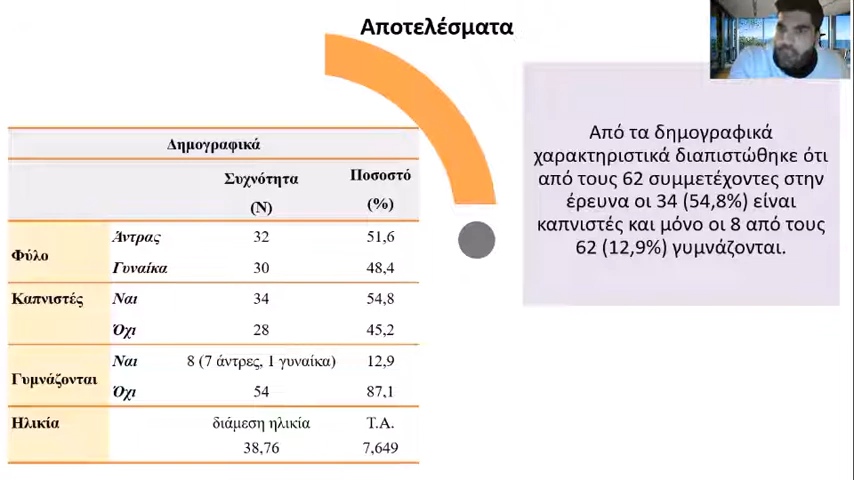 Αποτελέσματα
Δημογραφικά
Συχνότητα Ποσοστό
(N) (%)
Φύλο Άντρας 32 51,6
Γυναίκα 30 48,4
Καπνιστές Ναι 34 54,8
Όχι 28 45,2
Γυμνάζονται Ναι 8 (7 άντρες, 1 γυναίκα) 12,9
Όχι 54 87,1
Ηλικία διάμεση ηλικία Τ.Α.
38,76 7,649
Από τα δημογραφικά
χαρακτηριστικά διαπιστώθηκε ότι
από τους 62 συμμετέχοντες στην
έρευνα οι 34 (54,8%) είναι
καπνιστές και μόνο οι 8 από τους
62 (12,9%) γυμνάζονται.